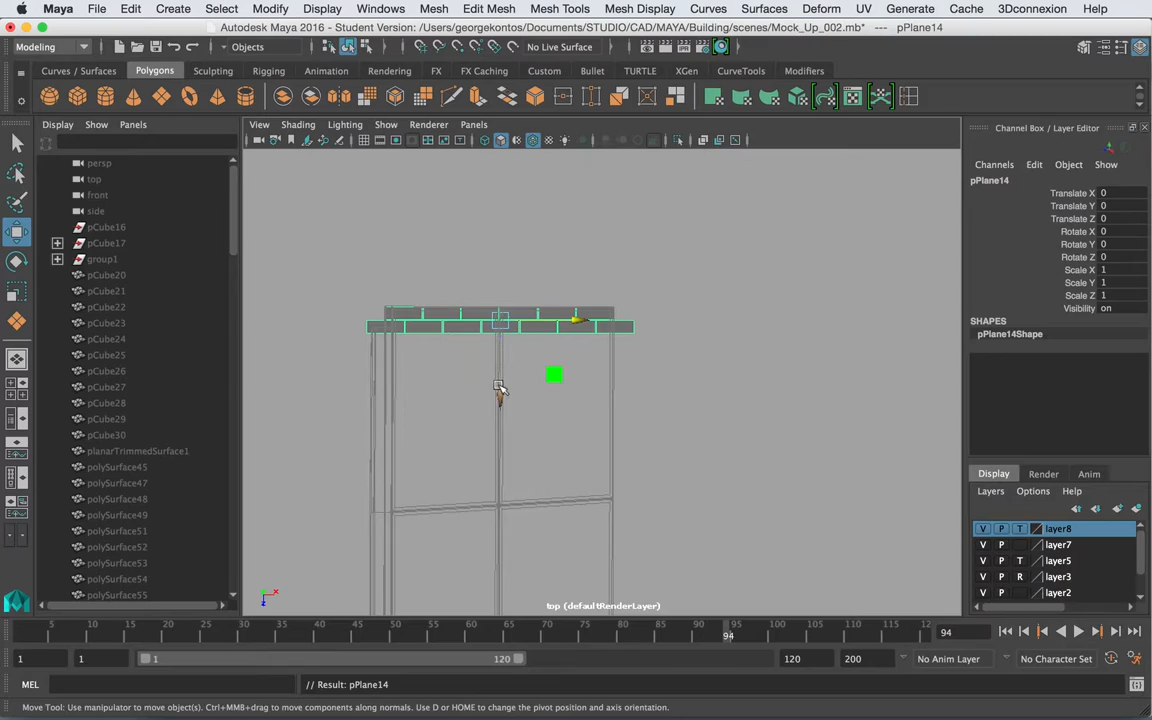 Maya File Edit Create Select Modify Display Windows Mesh Edit Mesh Mesh Tools Mesh Display Curves Surfaces Deform UV Generate Cache 3Dconnexion Help
Autodesk Maya 2016 - Student Version: /Users/georgekontos/Documents/STUDIO/CAD/MAYA/Building/scenes/Mock_Up_002.mb* --- pPlane14
Modeling Objects No Live Surface
Curves / Surfaces Polygons Sculpting Rigging Animation Rendering FX FX Caching Custom Bullet TURTLE XGen CurveTools Modifiers
Display Show Panels
View Shading Lighting Show Renderer Panels
Channel Box / Layer Editor
Channels Edit Object Show
persp
top
front
side
pCube16
pCube17
group1
pCube20
pCube21
pCube22
pCube23
pCube24
pCube25
pCube26
pCube27
pCube28
pCube29
pCube30
planarTrimmedSurface1
polySurface45
polySurface47
polySurface48
polySurface49
polySurface51
polySurface52
polySurface53
polySurface54
polySurface55
top (defaultRenderLayer)
pPlane14
Translate X 0
Translate Y 0
Translate Z 0
Rotate X 0
Rotate Y 0
Rotate Z 0
Scale X 1
Scale Y 1
Scale Z 1
Visibility on
SHAPES
pPlane14Shape
Display Render Anim
Layers Options Help
V P T layer8
V P layer7
V P T layer5
V P R layer3
V P layer2
5 10 15 20 25 30 35 40 45 50 55 60 65 70 75 80 85 90 95 100 105 110 115 12
94
94
1 1 1 120 120 200 No Anim Layer No Character Set
MEL // Result: pPlane14
Move Tool: Use manipulator to move object(s). Ctrl+MMB+drag to move components along normals. Use D or HOME to change the pivot position and axis orientation.